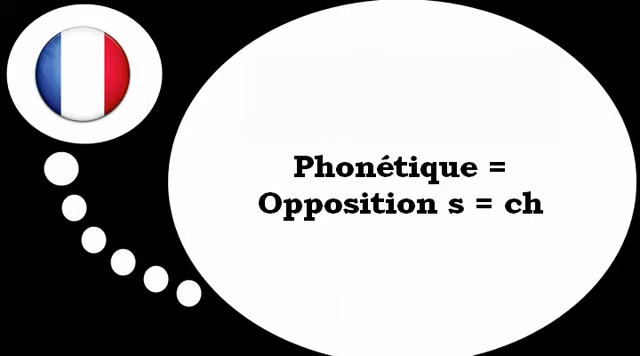 Phonétique =
Opposition s = ch